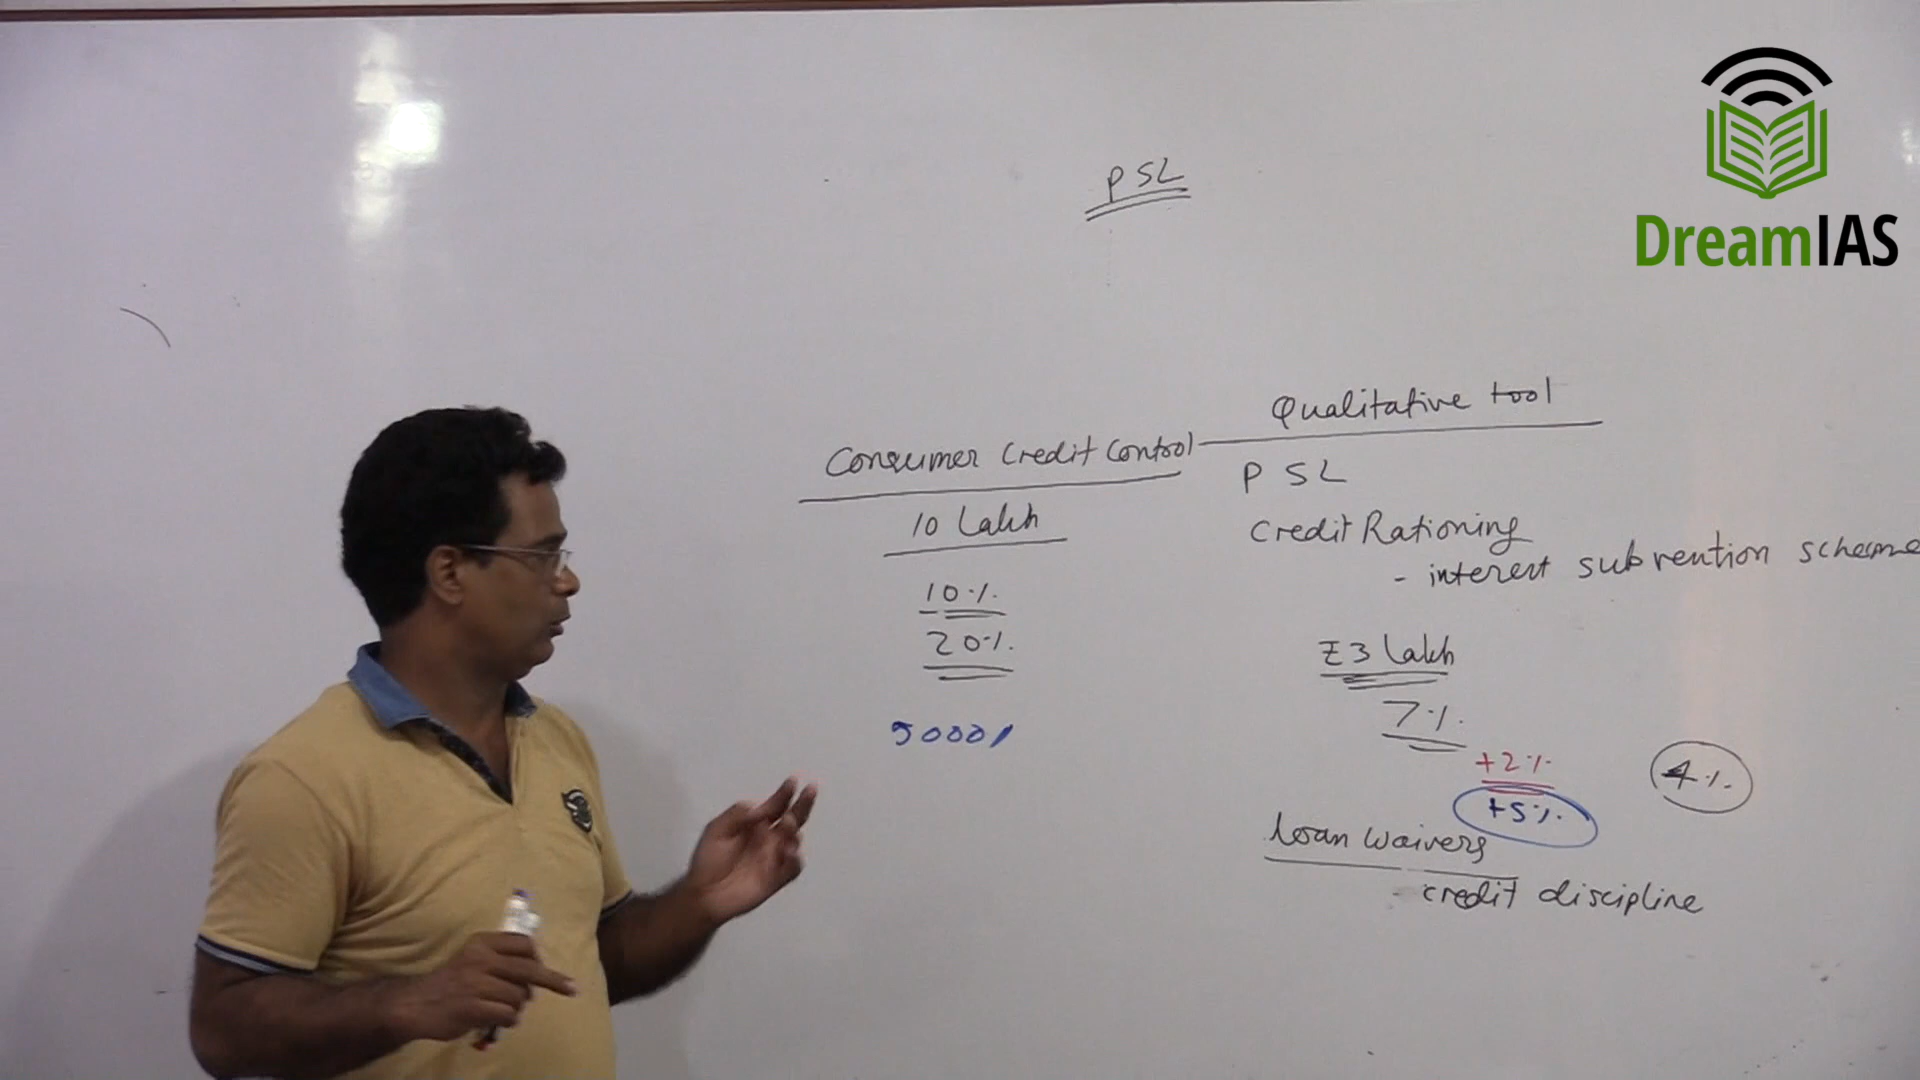 DreamIAS
PSL
Qualitative tool
Consumer Credit Control
PSL
10 Lakh
Credit Rationing
- interest subvention scheme
10%
20%
₹3 Lakh
7%
5000/
+2%
4%
+5%
Loan waivers
- credit discipline